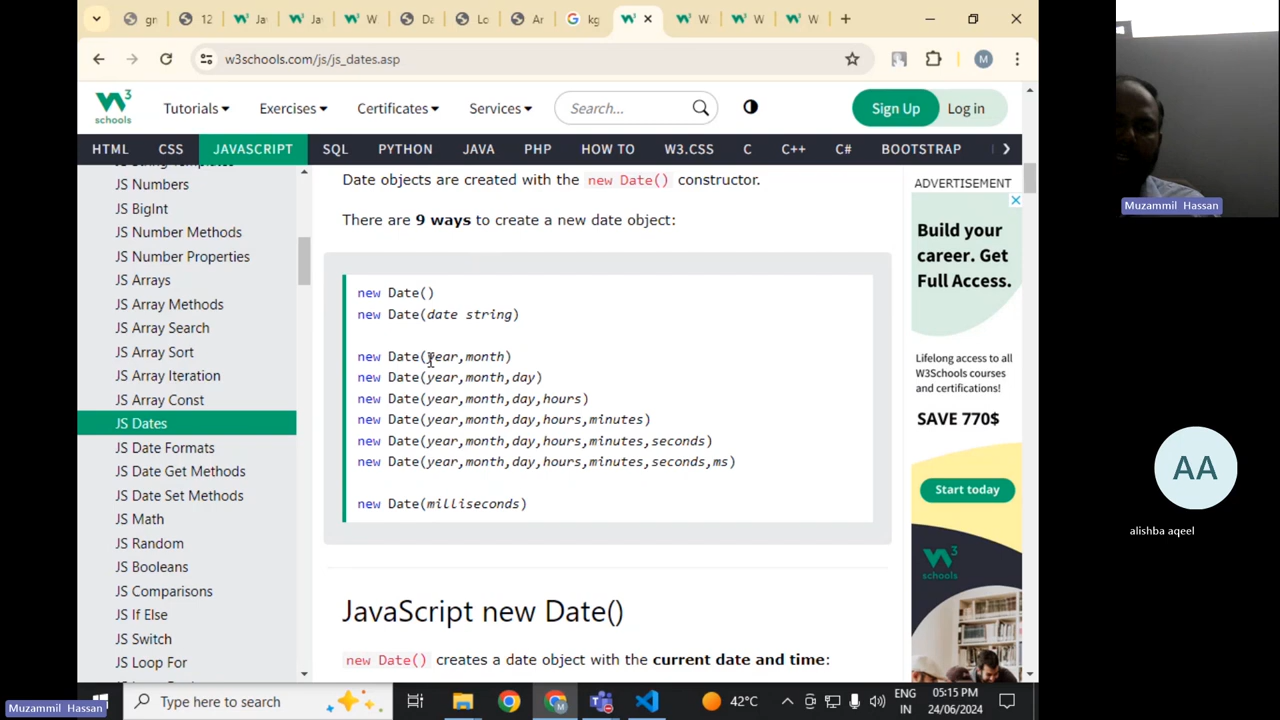 gr
12
Ja
Ja
W
Da
Lo
Ar
kg
W
W
W
w3schools.com/js/js_dates.asp
M
W3
schools
Tutorials
Exercises
Certificates
Services
Search...
Sign Up
Log in
HTML
CSS
JAVASCRIPT
SQL
PYTHON
JAVA
PHP
HOW TO
W3.CSS
C
C++
C#
BOOTSTRAP
JS Numbers
JS BigInt
JS Number Methods
JS Number Properties
JS Arrays
JS Array Methods
JS Array Search
JS Array Sort
JS Array Iteration
JS Array Const
JS Dates
JS Date Formats
JS Date Get Methods
JS Date Set Methods
JS Math
JS Random
JS Booleans
JS Comparisons
JS If Else
JS Switch
JS Loop For
Date objects are created with the new Date() constructor.
There are 9 ways to create a new date object:
new Date()
new Date(date string)
new Date(year,month)
new Date(year,month,day)
new Date(year,month,day,hours)
new Date(year,month,day,hours,minutes)
new Date(year,month,day,hours,minutes,seconds)
new Date(year,month,day,hours,minutes,seconds,ms)
new Date(milliseconds)
JavaScript new Date()
new Date() creates a date object with the current date and time:
ADVERTISEMENT
Build your
career. Get
Full Access.
Lifelong access to all
W3Schools courses
and certifications!
SAVE 770$
Start today
Muzammil Hassan
AA
alishba aqeel
Muzammil Hassan
Type here to search
42°C
ENG
IN
05:15 PM
24/06/2024